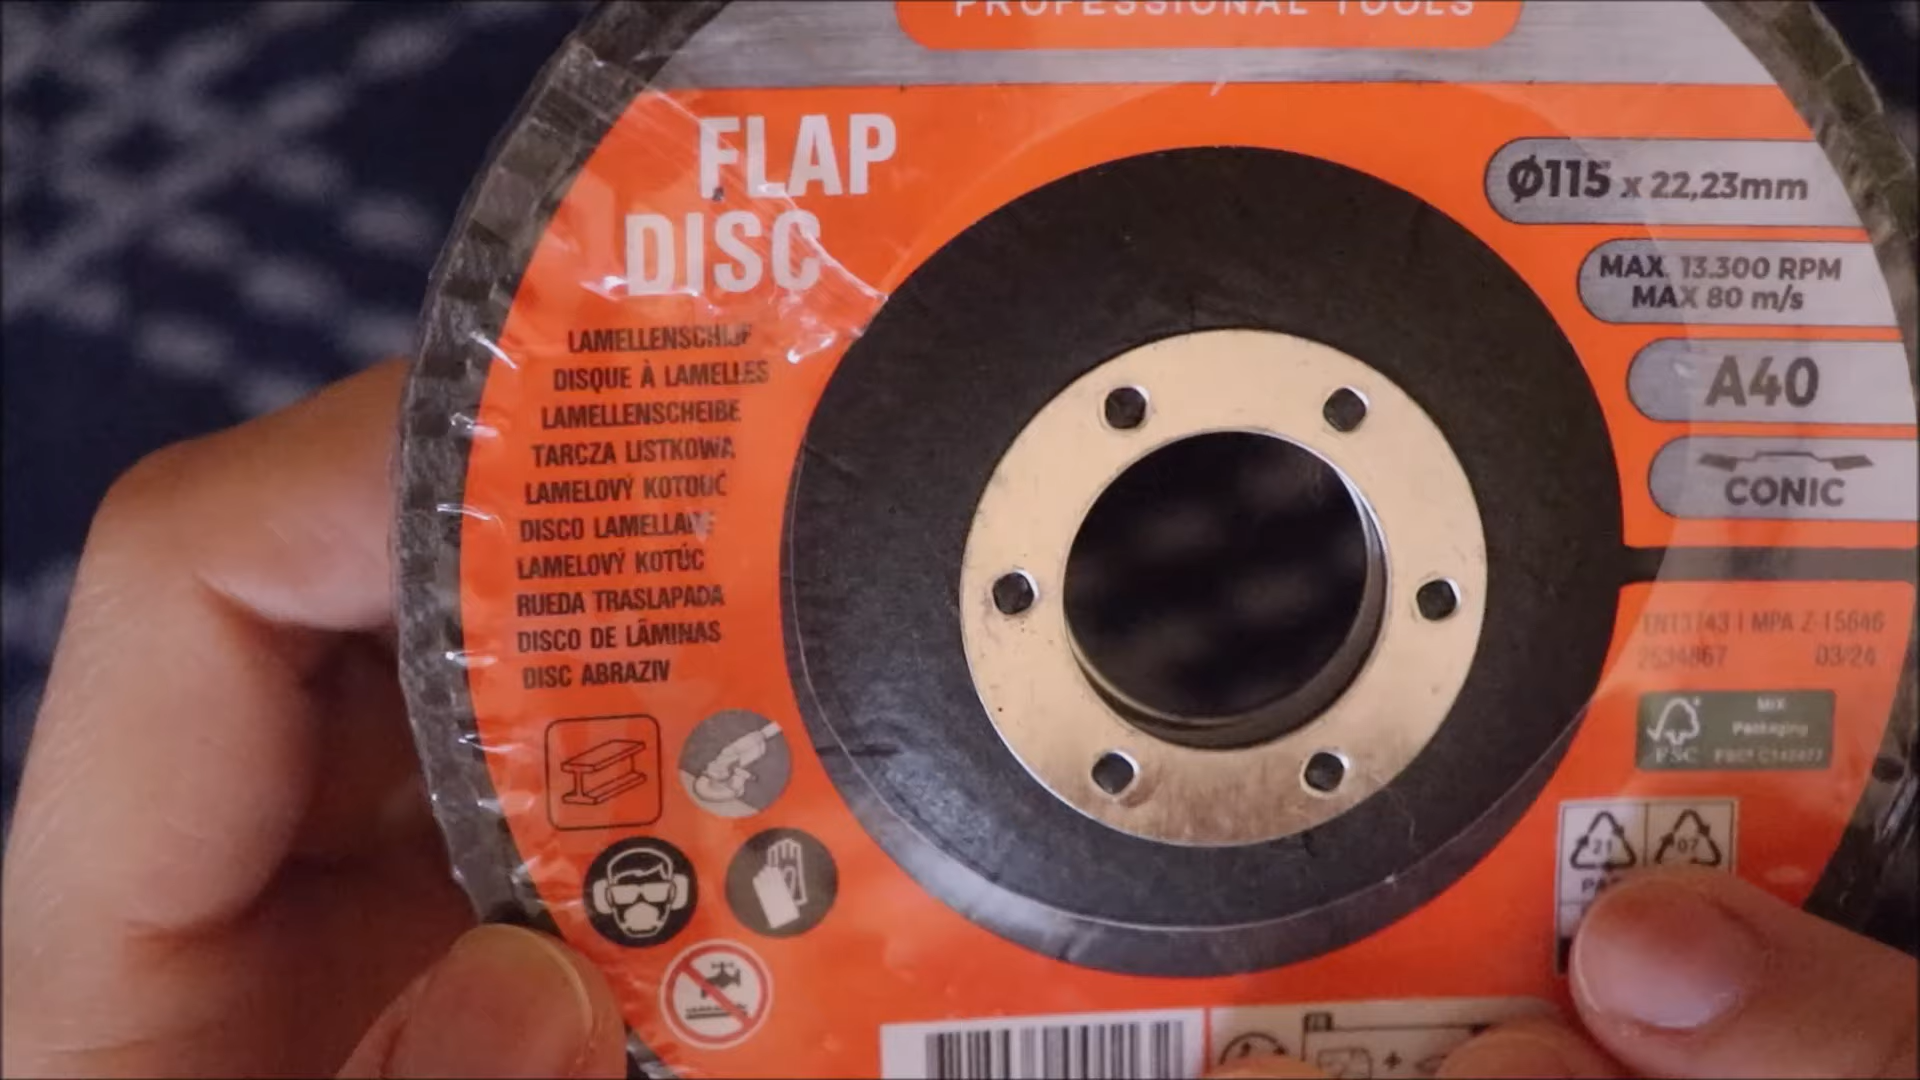 PROFESSIONAL TOOLS
FLAP
DISC
LAMELLENSCHIJF
DISQUE À LAMELLES
LAMELLENSCHEIBE
TARCZA LISTKOWA
LAMELOVÝ KOTOUČ
DISCO LAMELLARE
LAMELOVÝ KOTÚČ
RUEDA TRASLAPADA
DISCO DE LÂMINAS
DISC ABRAZIV
Ø115 x 22,23mm
MAX. 13.300 RPM
MAX 80 m/s
A40
CONIC
EN13743 | MPA Z-15646
2534867 03/24
FSC
MIX
Packaging
21
07